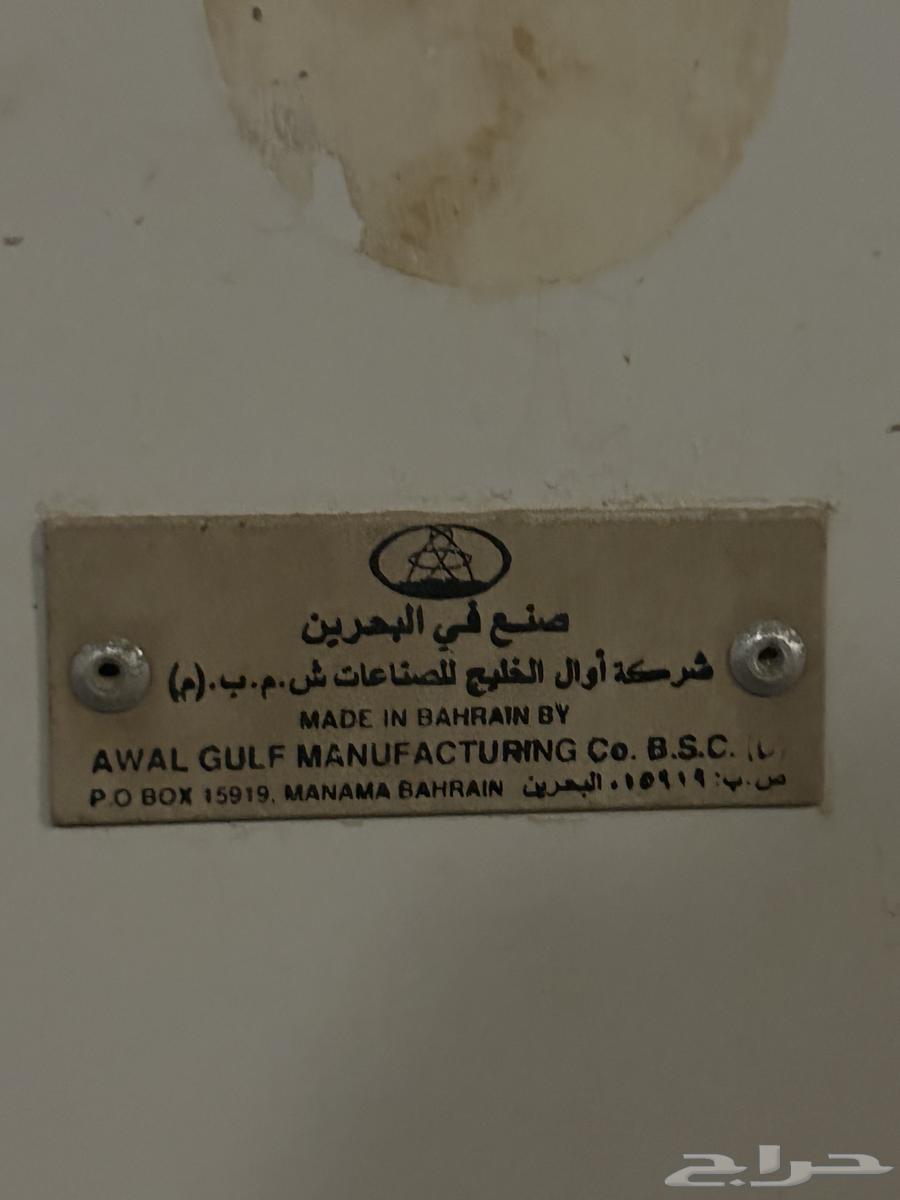 صنع في البحرين
شركة أوال الخليج للصناعات ش.م.ب.(م)
MADE IN BAHRAIN BY
AWAL GULF MANUFACTURING Co. B.S.C.
P.O BOX 15919, MANAMA BAHRAIN ص.ب: ١٥٩١٩٠ البحرين
حراج